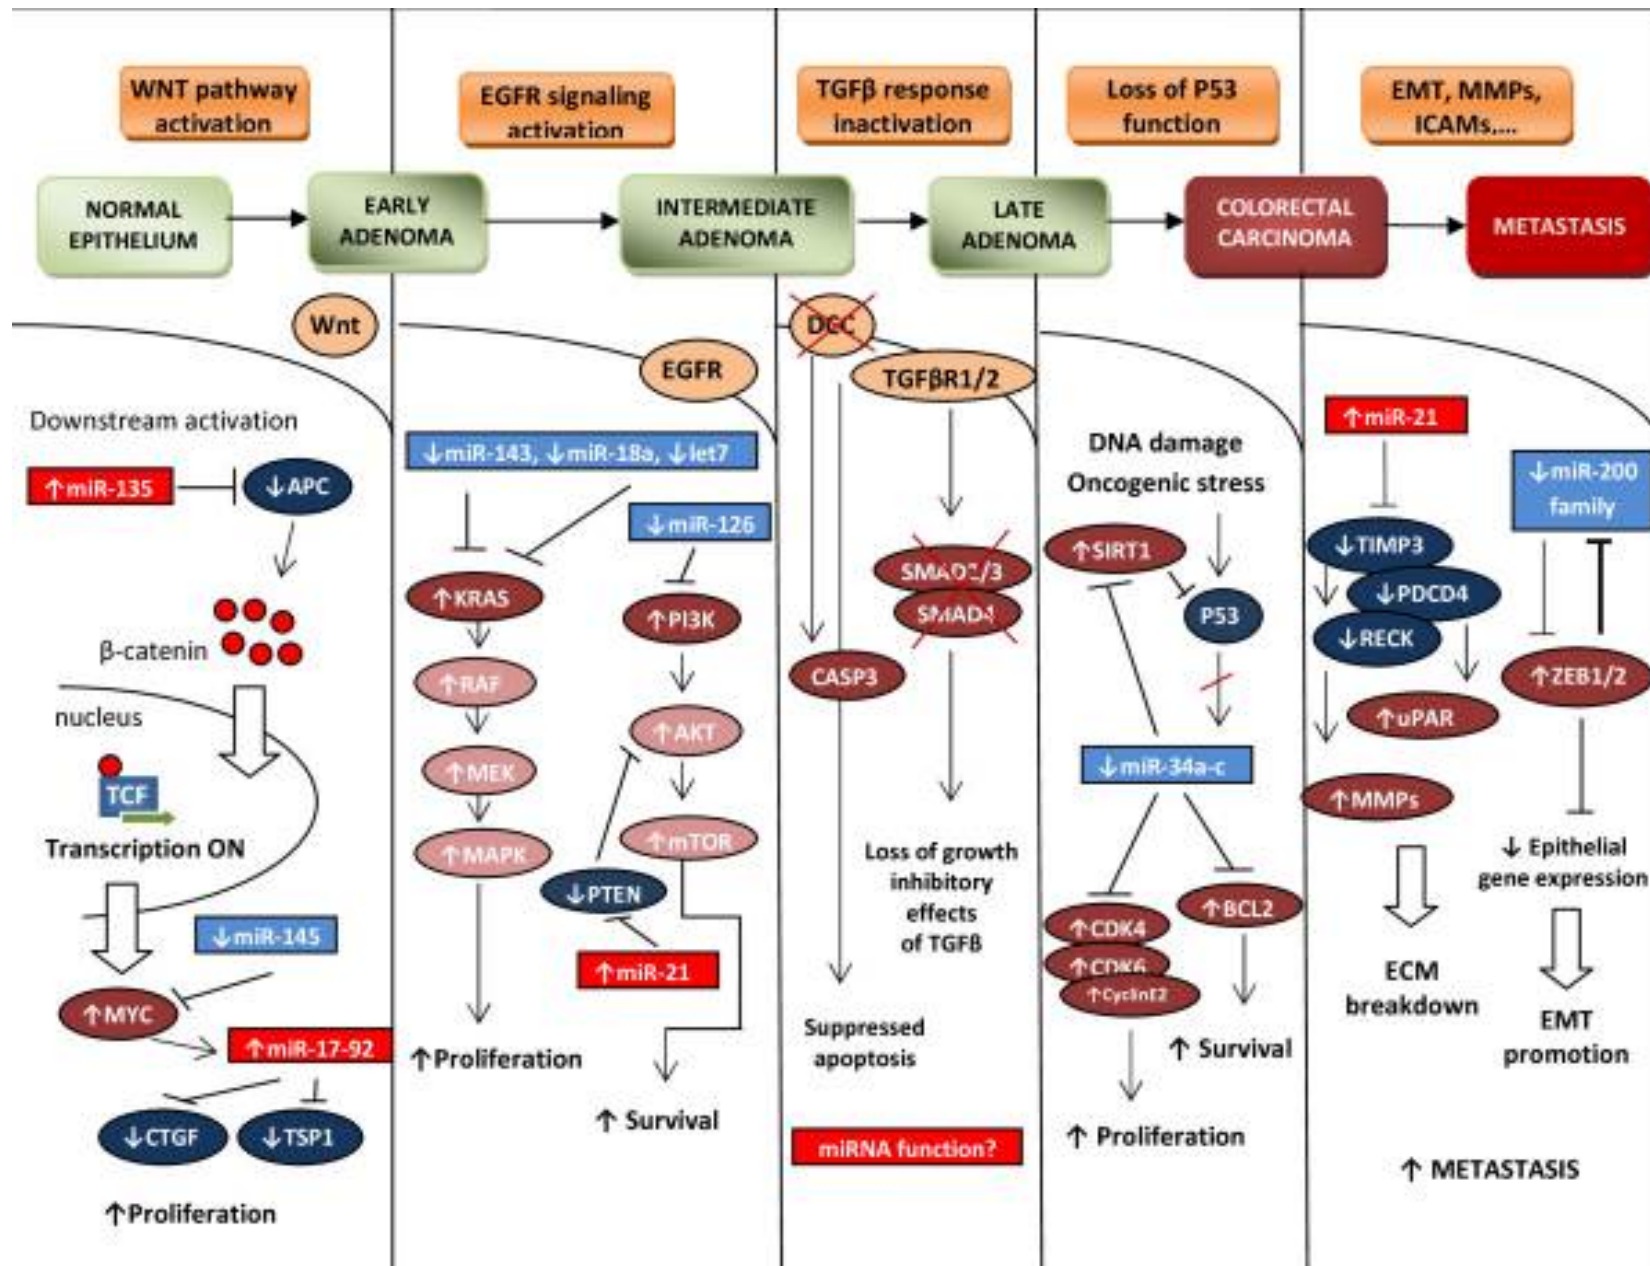 WNT pathway
activation
EGFR signaling
activation
TGFβ response
inactivation
Loss of P53
function
EMT, MMPs,
ICAMs,...
NORMAL
EPITHELIUM
EARLY
ADENOMA
INTERMEDIATE
ADENOMA
LATE
ADENOMA
COLORECTAL
CARCINOMA
METASTASIS
Wnt
Downstream activation
↑miR-135
↓APC
β-catenin
nucleus
TCF
Transcription ON
↓miR-145
↑MYC
↑miR-17-92
↓CTGF
↓TSP1
↑Proliferation
EGFR
↓miR-143, ↓miR-18a, ↓let7
↓miR-126
↑KRAS
↑PI3K
↑RAF
↑AKT
↑MEK
↑MAPK
↑mTOR
↓PTEN
↑miR-21
↑Proliferation
↑ Survival
DCC
TGFβR1/2
SMAD2/3
SMAD4
CASP3
Loss of growth
inhibitory
effects
of TGFβ
Suppressed
apoptosis
miRNA function?
DNA damage
Oncogenic stress
↑SIRT1
P53
↓miR-34a-c
↑CDK4
↑CDK6
↑CyclinE2
↑BCL2
↑ Survival
↑ Proliferation
↑miR-21
↓miR-200
family
↓TIMP3
↓PDCD4
↓RECK
↑ZEB1/2
↑uPAR
↑MMPs
↓ Epithelial
gene expression
ECM
breakdown
EMT
promotion
↑ METASTASIS